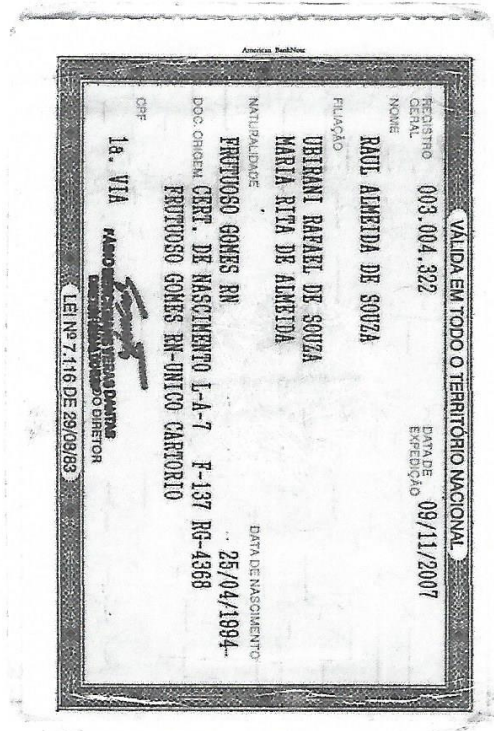 American BankNote
VÁLIDA EM TODO O TERRITÓRIO NACIONAL
REGISTRO GERAL 003.004.322
DATA DE EXPEDIÇÃO 09/11/2007
NOME
RAUL ALMEIDA DE SOUZA
FILIAÇÃO
UBIRANI RAFAEL DE SOUZA
MARIA RITA DE ALMEIDA
NATURALIDADE
DATA DE NASCIMENTO
FRUTUOSO GOMES RN
25/04/1994
DOC. ORIGEM CERT. DE NASCIMENTO L-A-7 F-137 RG-4368
FRUTUOSO GOMES RN-UNICO CARTORIO
CPF
1a. VIA
DO DIRETOR
LEI Nº 7.116 DE 29/08/83